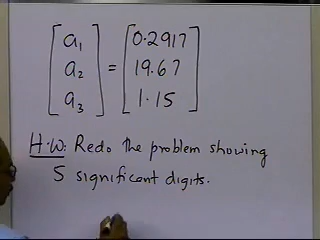 [a₁] = [0.2917]
[a₂] = [19.67]
[a₃] = [1.15]
H.W: Redo the problem showing
5 significant digits.